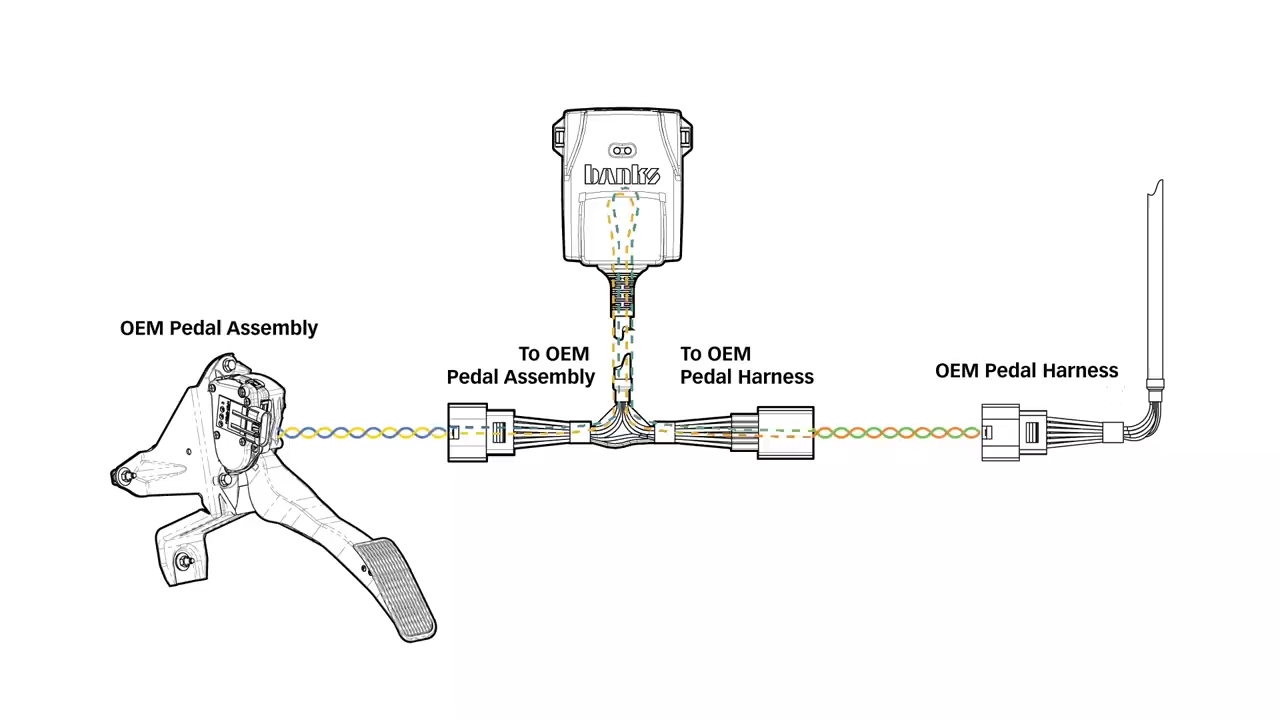 banks
OEM Pedal Assembly
To OEM
Pedal Assembly
To OEM
Pedal Harness
OEM Pedal Harness